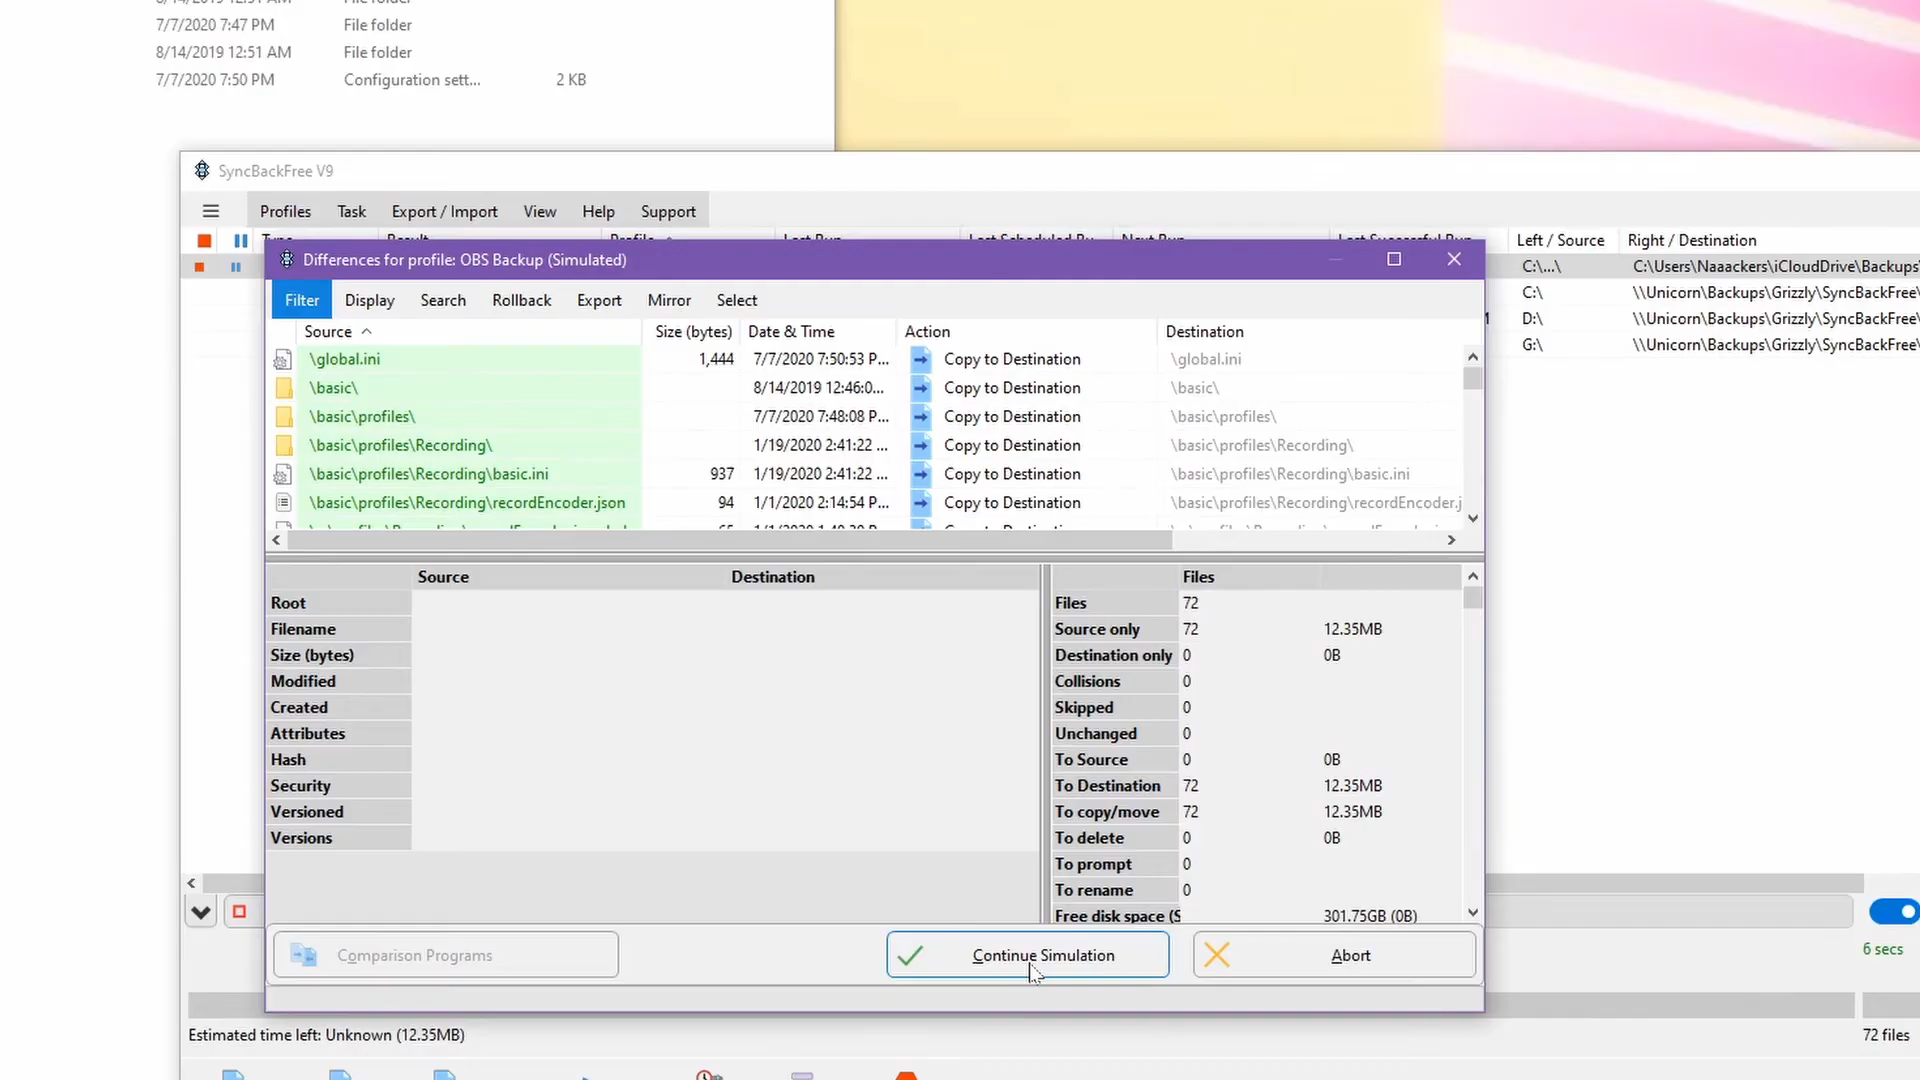 File folder
7/7/2020 7:47 PM File folder
8/14/2019 12:51 AM File folder
7/7/2020 7:50 PM Configuration sett... 2 KB
SyncBackFree V9
Profiles Task Export / Import View Help Support
Left / Source Right / Destination
Differences for profile: OBS Backup (Simulated)
C:\...\ C:\Users\Naaackers\iCloudDrive\Backups\
C:\ \\Unicorn\Backups\Grizzly\SyncBackFree\
D:\ \\Unicorn\Backups\Grizzly\SyncBackFree\
G:\ \\Unicorn\Backups\Grizzly\SyncBackFree\
Filter Display Search Rollback Export Mirror Select
Source Size (bytes) Date & Time Action Destination
\global.ini 1,444 7/7/2020 7:50:53 P... Copy to Destination \global.ini
\basic\ 8/14/2019 12:46:0... Copy to Destination \basic\
\basic\profiles\ 7/7/2020 7:48:08 P... Copy to Destination \basic\profiles\
\basic\profiles\Recording\ 1/19/2020 2:41:22 ... Copy to Destination \basic\profiles\Recording\
\basic\profiles\Recording\basic.ini 937 1/19/2020 2:41:22 ... Copy to Destination \basic\profiles\Recording\basic.ini
\basic\profiles\Recording\recordEncoder.json 94 1/1/2020 2:14:54 P... Copy to Destination \basic\profiles\Recording\recordEncoder.j
Source Destination Files
Root Files 72
Filename Source only 72 12.35MB
Size (bytes) Destination only 0 0B
Modified Collisions 0
Created Skipped 0
Attributes Unchanged 0
Hash To Source 0 0B
Security To Destination 72 12.35MB
Versioned To copy/move 72 12.35MB
Versions To delete 0 0B
To prompt 0
To rename 0
Free disk space (S 301.75GB (0B)
Comparison Programs Continue Simulation Abort
6 secs
Estimated time left: Unknown (12.35MB) 72 files